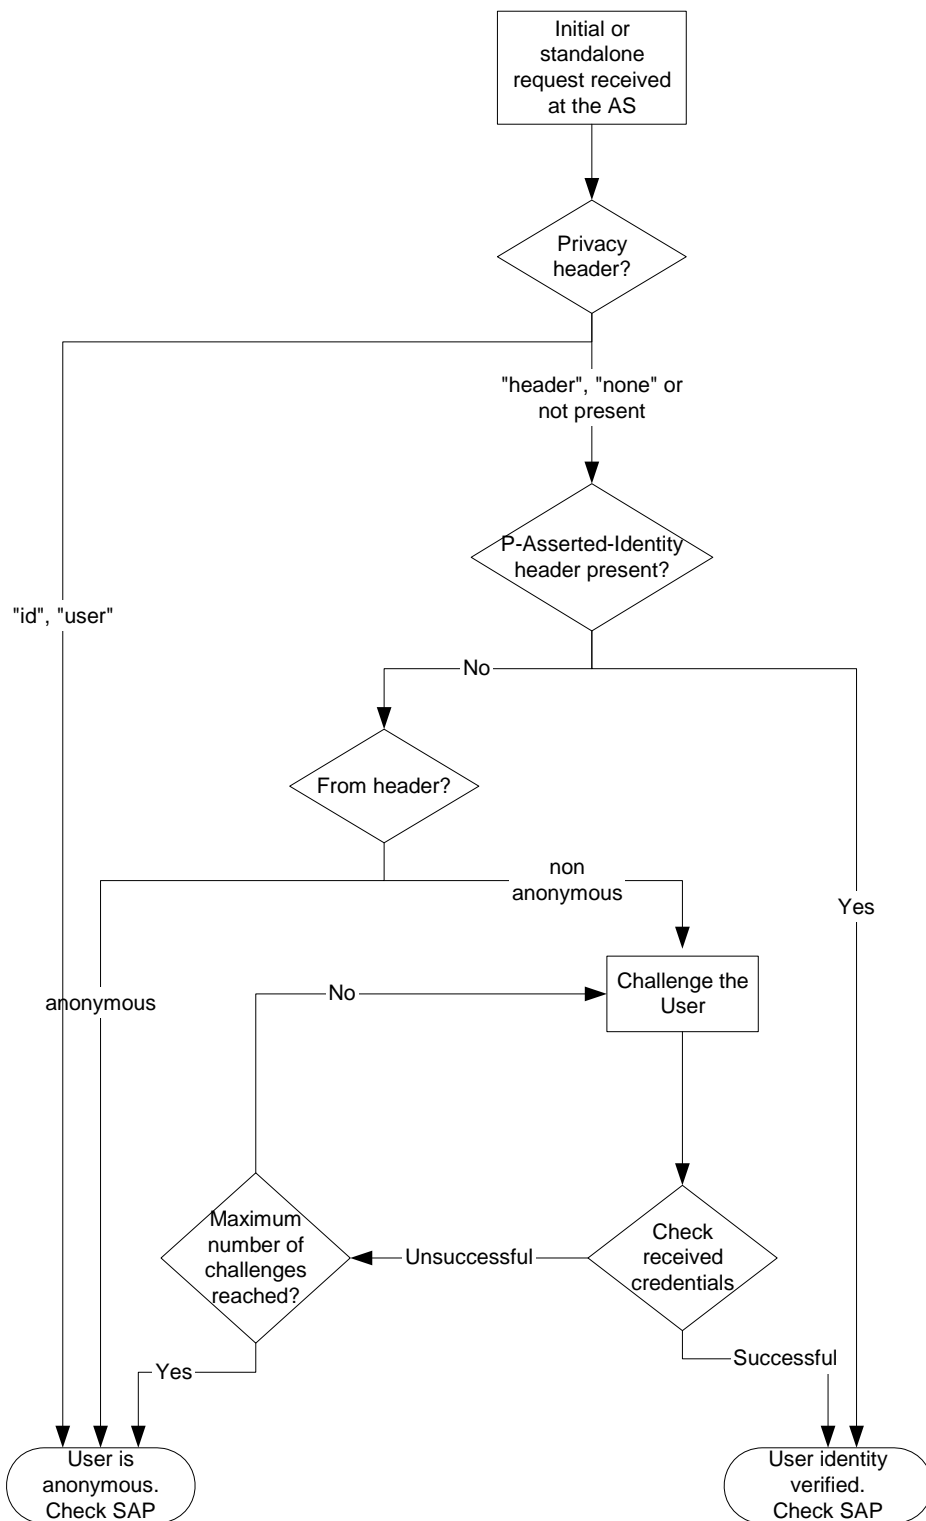 Initial or
standalone
request received
at the AS
Privacy
header?
"header", "none" or
not present
P-Asserted-Identity
header present?
"id", "user"
No
From header?
non
anonymous
Yes
anonymous
No
Challenge the
User
Maximum
number of
challenges
reached?
Unsuccessful
Check
received
credentials
Yes
Successful
User is
anonymous.
Check SAP
User identity
verified.
Check SAP